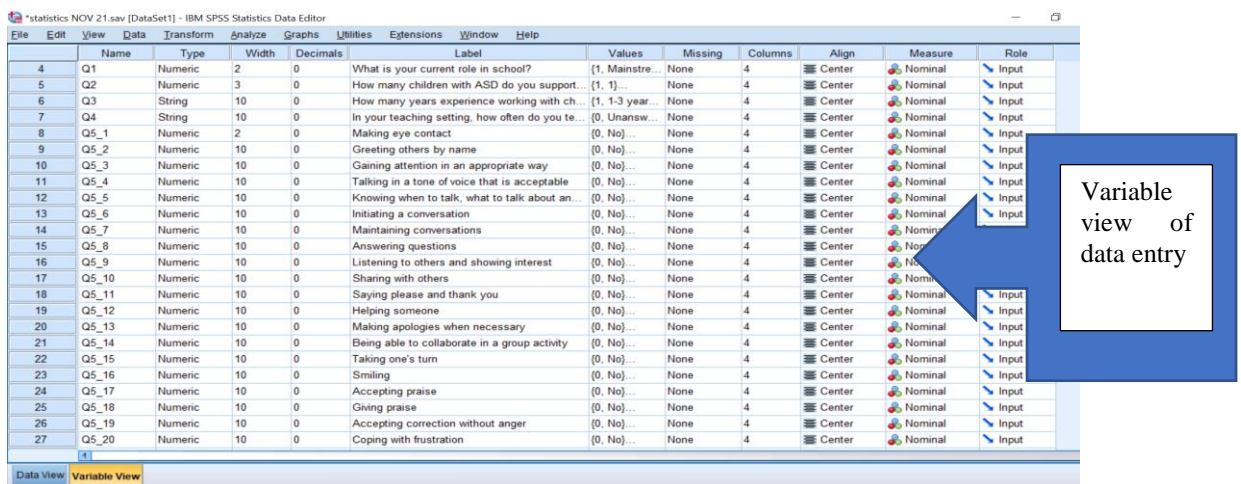 *statistics NOV 21.sav [DataSet1] - IBM SPSS Statistics Data Editor
File Edit View Data Transform Analyze Graphs Utilities Extensions Window Help
Name Type Width Decimals Label Values Missing Columns Align Measure Role
4 Q1 Numeric 2 0 What is your current role in school? {1, Mainstre... None 4 Center Nominal Input
5 Q2 Numeric 3 0 How many children with ASD do you support... {1, 1}... None 4 Center Nominal Input
6 Q3 String 10 0 How many years experience working with ch... {1, 1-3 year... None 4 Center Nominal Input
7 Q4 String 10 0 In your teaching setting, how often do you te... {0, Unansw... None 4 Center Nominal Input
8 Q5_1 Numeric 2 0 Making eye contact {0, No}... None 4 Center Nominal Input
9 Q5_2 Numeric 10 0 Greeting others by name {0, No}... None 4 Center Nominal Input
10 Q5_3 Numeric 10 0 Gaining attention in an appropriate way {0, No}... None 4 Center Nominal Input
11 Q5_4 Numeric 10 0 Talking in a tone of voice that is acceptable {0, No}... None 4 Center Nominal Input
12 Q5_5 Numeric 10 0 Knowing when to talk, what to talk about an... {0, No}... None 4 Center Nominal Input
13 Q5_6 Numeric 10 0 Initiating a conversation {0, No}... None 4 Center Nominal Input
14 Q5_7 Numeric 10 0 Maintaining conversations {0, No}... None 4 Center
15 Q5_8 Numeric 10 0 Answering questions {0, No}... None 4 Center
16 Q5_9 Numeric 10 0 Listening to others and showing interest {0, No}... None 4 Center
17 Q5_10 Numeric 10 0 Sharing with others {0, No}... None 4 Center
18 Q5_11 Numeric 10 0 Saying please and thank you {0, No}... None 4 Center Nominal Input
19 Q5_12 Numeric 10 0 Helping someone {0, No}... None 4 Center Nominal Input
20 Q5_13 Numeric 10 0 Making apologies when necessary {0, No}... None 4 Center Nominal Input
21 Q5_14 Numeric 10 0 Being able to collaborate in a group activity {0, No}... None 4 Center Nominal Input
22 Q5_15 Numeric 10 0 Taking one's turn {0, No}... None 4 Center Nominal Input
23 Q5_16 Numeric 10 0 Smiling {0, No}... None 4 Center Nominal Input
24 Q5_17 Numeric 10 0 Accepting praise {0, No}... None 4 Center Nominal Input
25 Q5_18 Numeric 10 0 Giving praise {0, No}... None 4 Center Nominal Input
26 Q5_19 Numeric 10 0 Accepting correction without anger {0, No}... None 4 Center Nominal Input
27 Q5_20 Numeric 10 0 Coping with frustration {0, No}... None 4 Center Nominal Input
Data View Variable View
Variable
view of
data entry